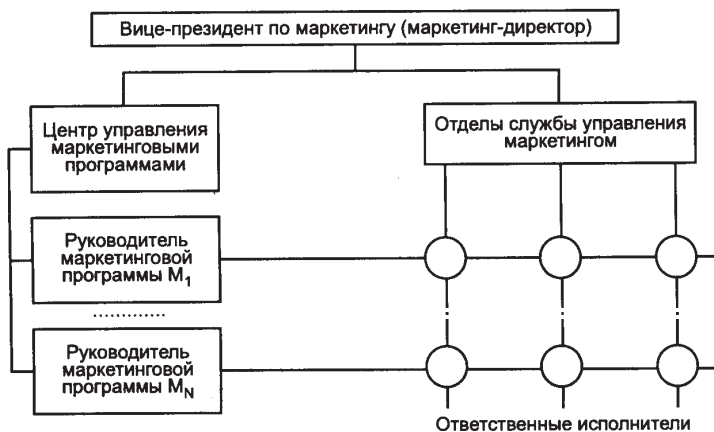 Вице-президент по маркетингу (маркетинг-директор)
Центр управления
маркетинговыми
программами
Отделы службы управления
маркетингом
Руководитель
маркетинговой
программы M1
.............
Руководитель
маркетинговой
программы MN
Ответственные исполнители